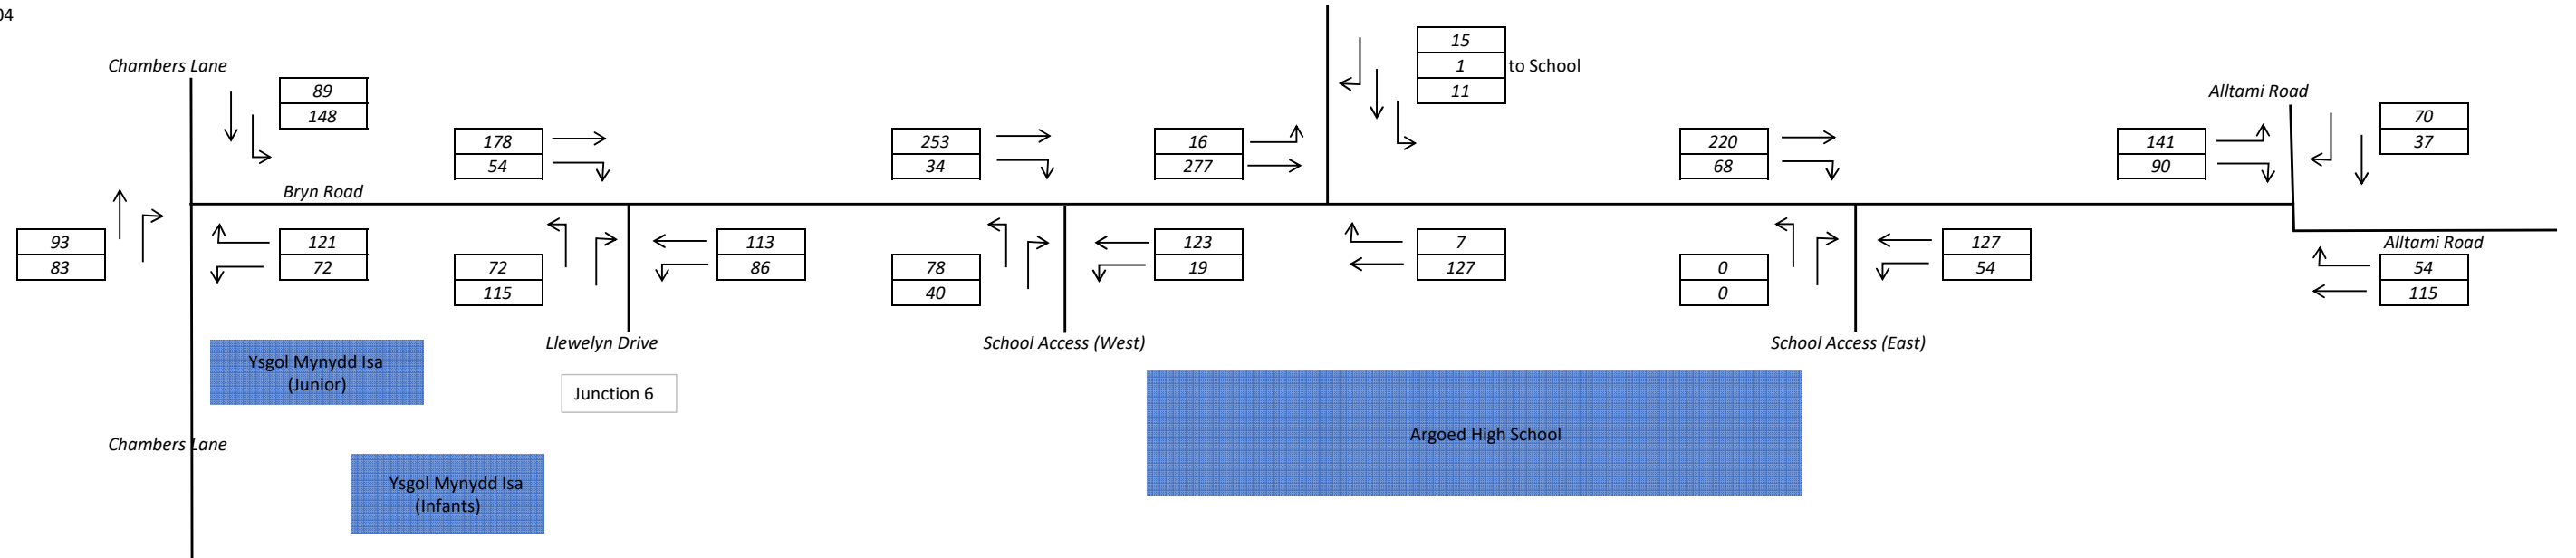 04
Chambers Lane
89
148
178
54
253
34
16
277
15
1 to School
11
220
68
Alltami Road
141
90
70
37
Bryn Road
93
83
121
72
72
115
113
86
78
40
123
19
7
127
0
0
127
54
Alltami Road
54
115
Llewelyn Drive
School Access (West)
School Access (East)
Ysgol Mynydd Isa
(Junior)
Junction 6
Argoed High School
Chambers Lane
Ysgol Mynydd Isa
(Infants)